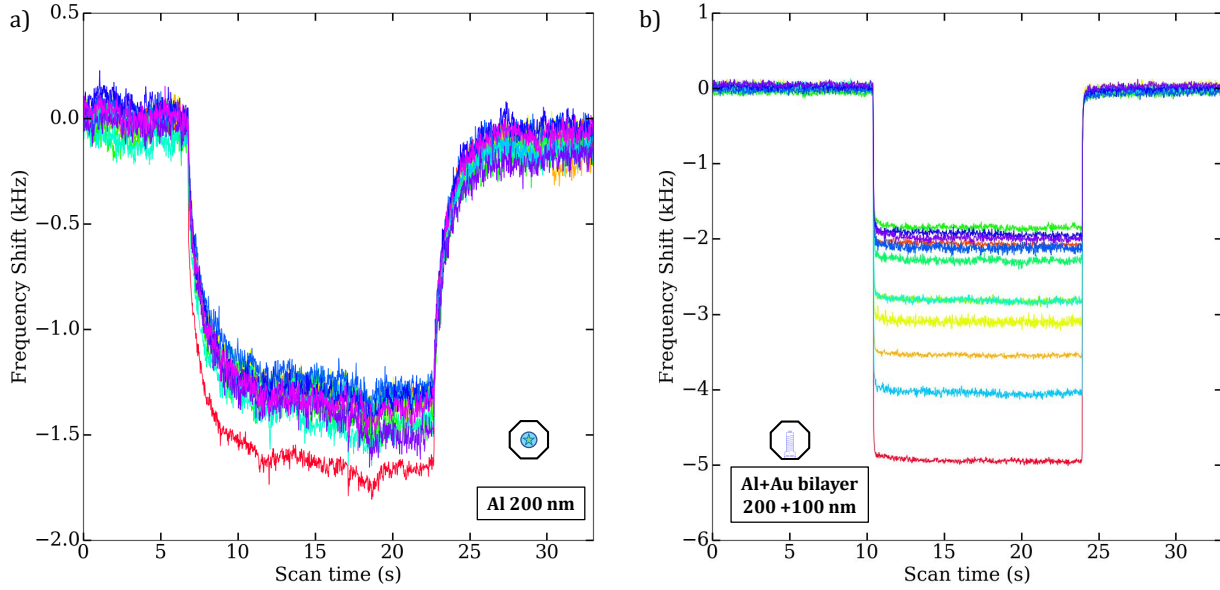 a)
0.5
0.0
−0.5
−1.0
−1.5
−2.0
Frequency Shift (kHz)
0 5 10 15 20 25 30
Scan time (s)
Al 200 nm
b)
1
0
−1
−2
−3
−4
−5
−6
Frequency Shift (kHz)
0 5 10 15 20 25 30
Scan time (s)
Al+Au bilayer
200 +100 nm